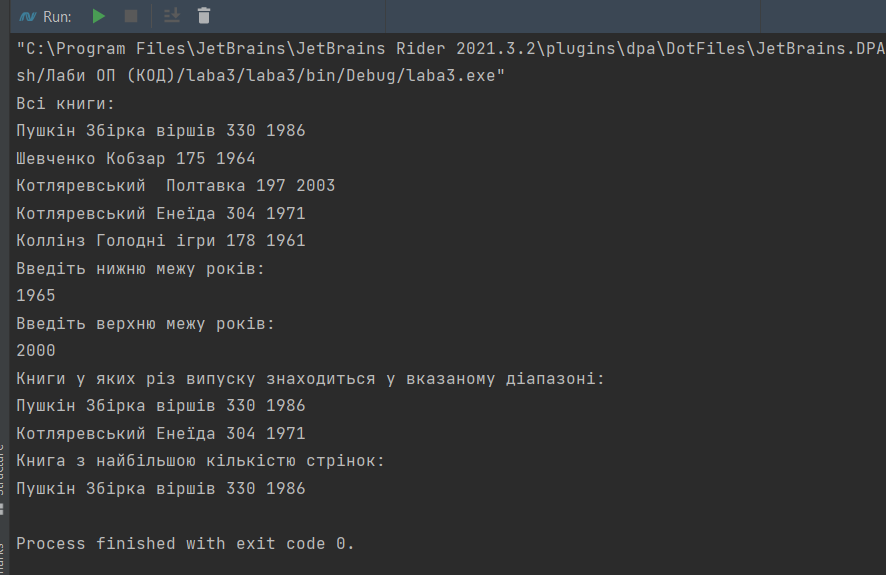 Run:
"C:\Program Files\JetBrains\JetBrains Rider 2021.3.2\plugins\dpa\DotFiles\JetBrains.DPA
sh/Лаби ОП (КОД)/laba3/laba3/bin/Debug/laba3.exe"
Всі книги:
Пушкін Збірка віршів 330 1986
Шевченко Кобзар 175 1964
Котляревський  Полтавка 197 2003
Котляревський Енеїда 304 1971
Коллінз Голодні ігри 178 1961
Введіть нижню межу років:
1965
Введіть верхню межу років:
2000
Книги у яких різ випуску знаходиться у вказаному діапазоні:
Пушкін Збірка віршів 330 1986
Котляревський Енеїда 304 1971
Книга з найбільшою кількістю стрінок:
Пушкін Збірка віршів 330 1986
Process finished with exit code 0.